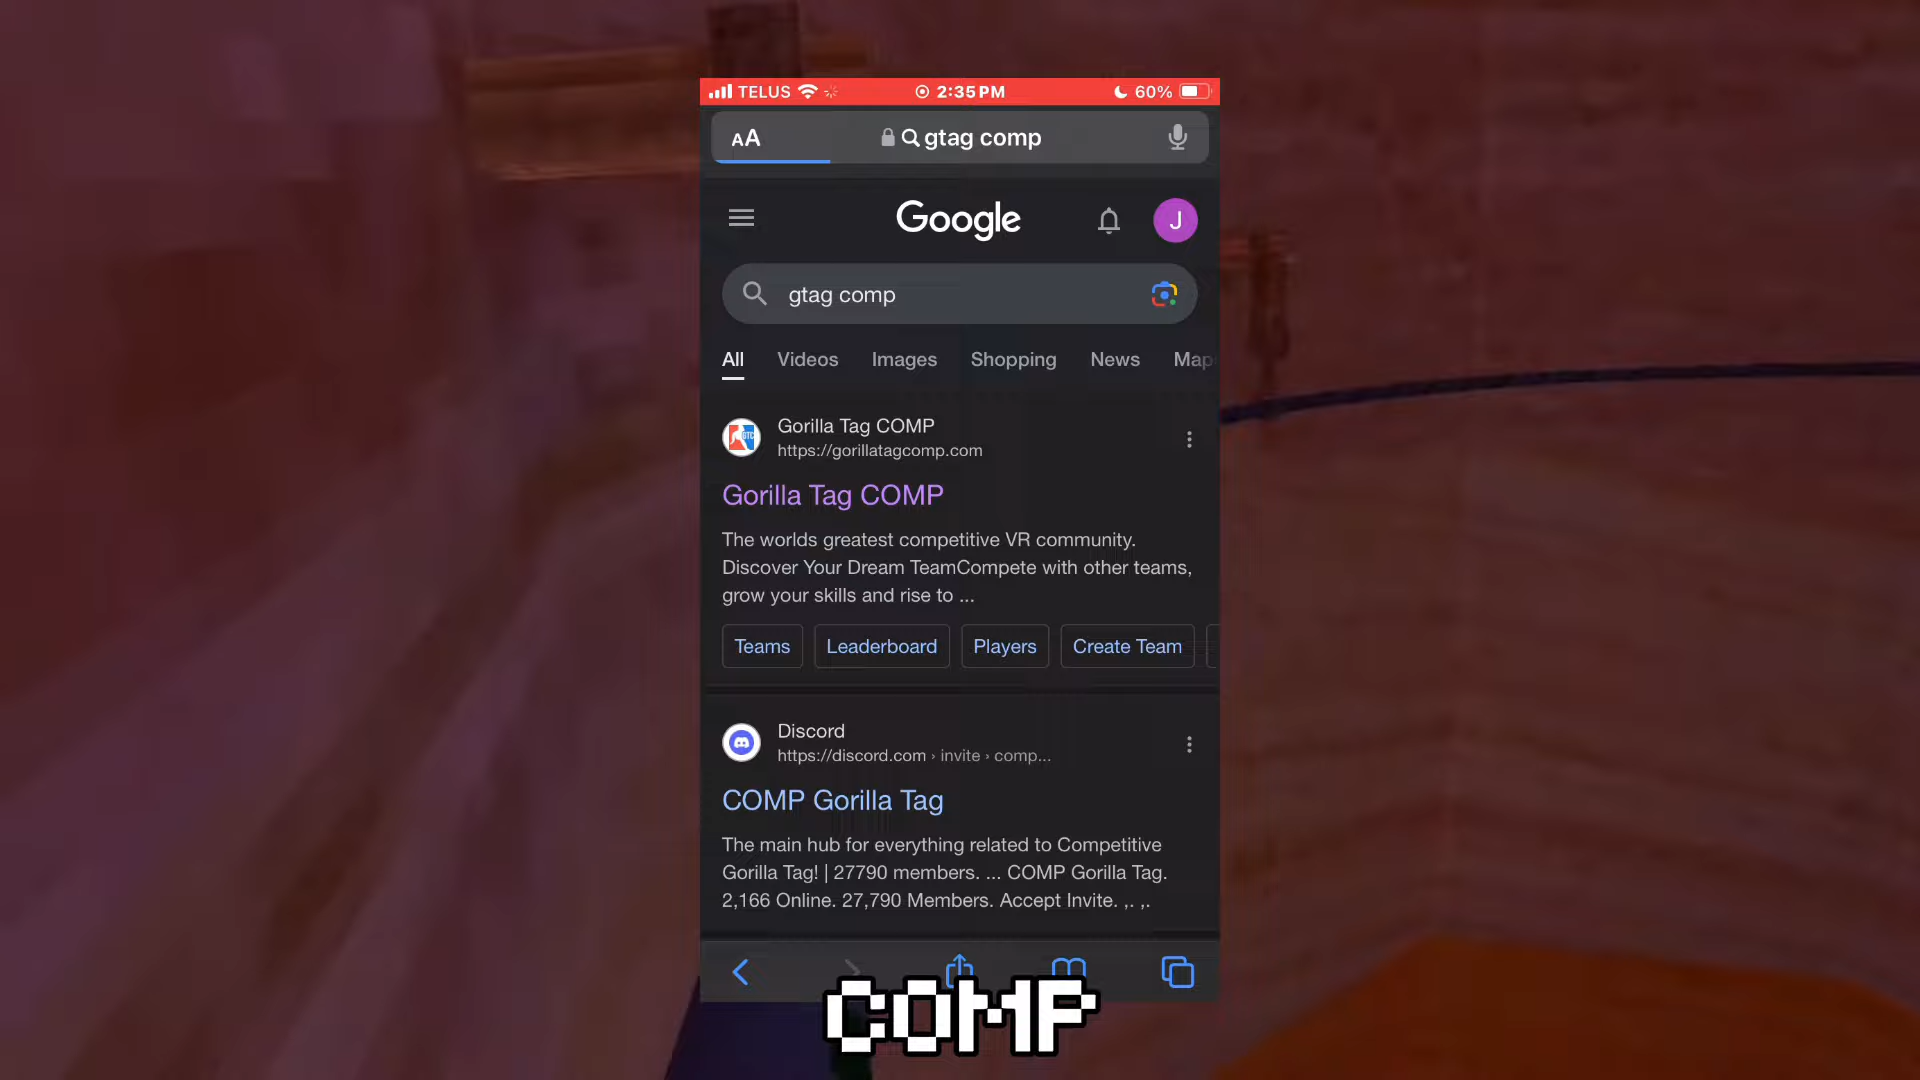 TELUS 2:35 PM 60%
AA gtag comp
Google J
gtag comp
All Videos Images Shopping News Map
GTC Gorilla Tag COMP
https://gorillatagcomp.com
Gorilla Tag COMP
The worlds greatest competitive VR community.
Discover Your Dream TeamCompete with other teams,
grow your skills and rise to ...
Teams Leaderboard Players Create Team
Discord
https://discord.com › invite › comp...
COMP Gorilla Tag
The main hub for everything related to Competitive
Gorilla Tag! | 27790 members. ... COMP Gorilla Tag.
2,166 Online. 27,790 Members. Accept Invite. ,. ,.
COMP